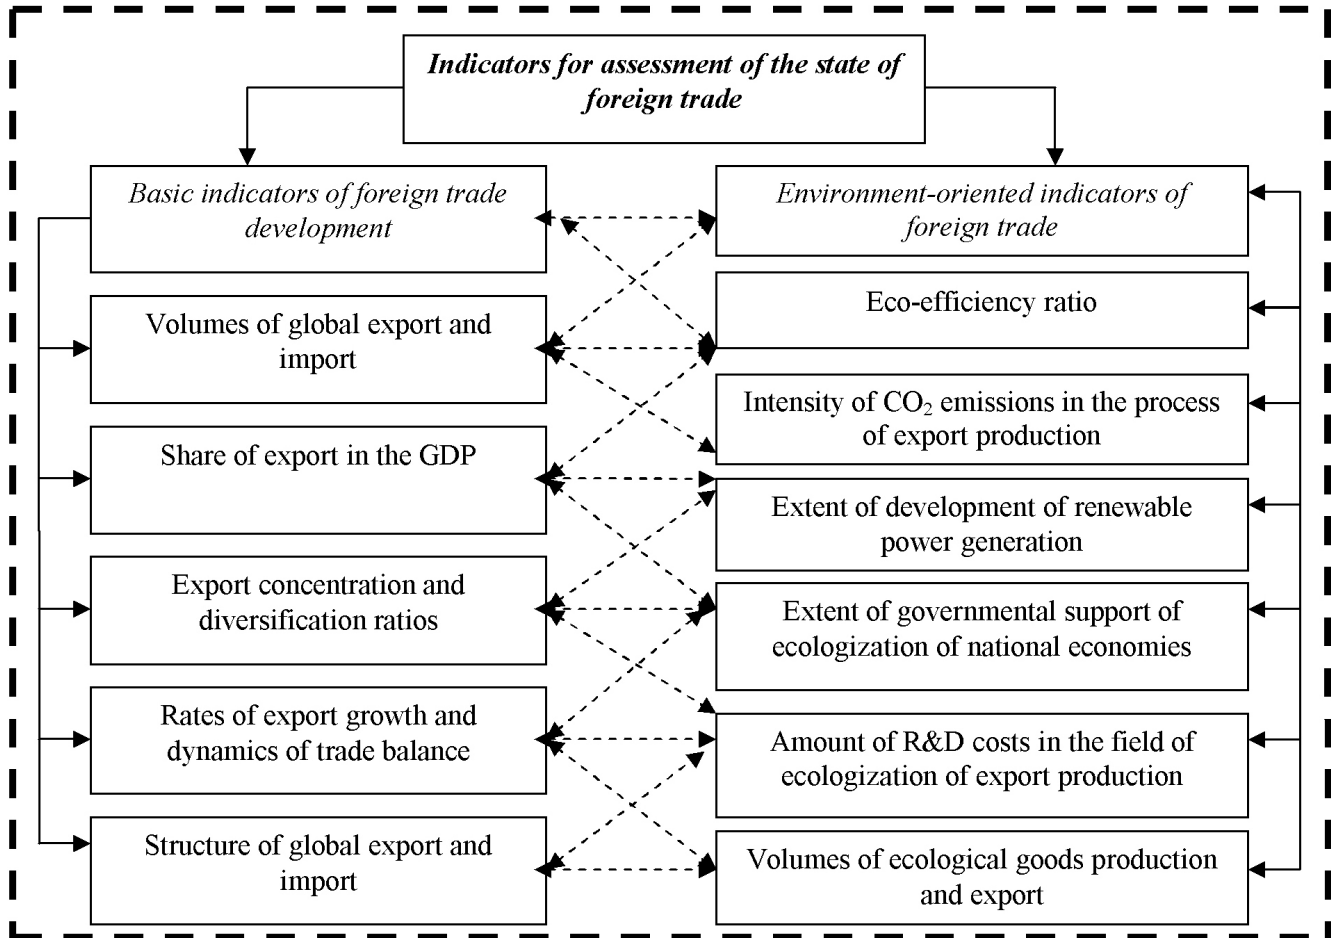 Indicators for assessment of the state of
foreign trade
Basic indicators of foreign trade
development
Volumes of global export and
import
Share of export in the GDP
Export concentration and
diversification ratios
Rates of export growth and
dynamics of trade balance
Structure of global export and
import
Environment-oriented indicators of
foreign trade
Eco-efficiency ratio
Intensity of CO₂ emissions in the process
of export production
Extent of development of renewable
power generation
Extent of governmental support of
ecologization of national economies
Amount of R&D costs in the field of
ecologization of export production
Volumes of ecological goods production
and export